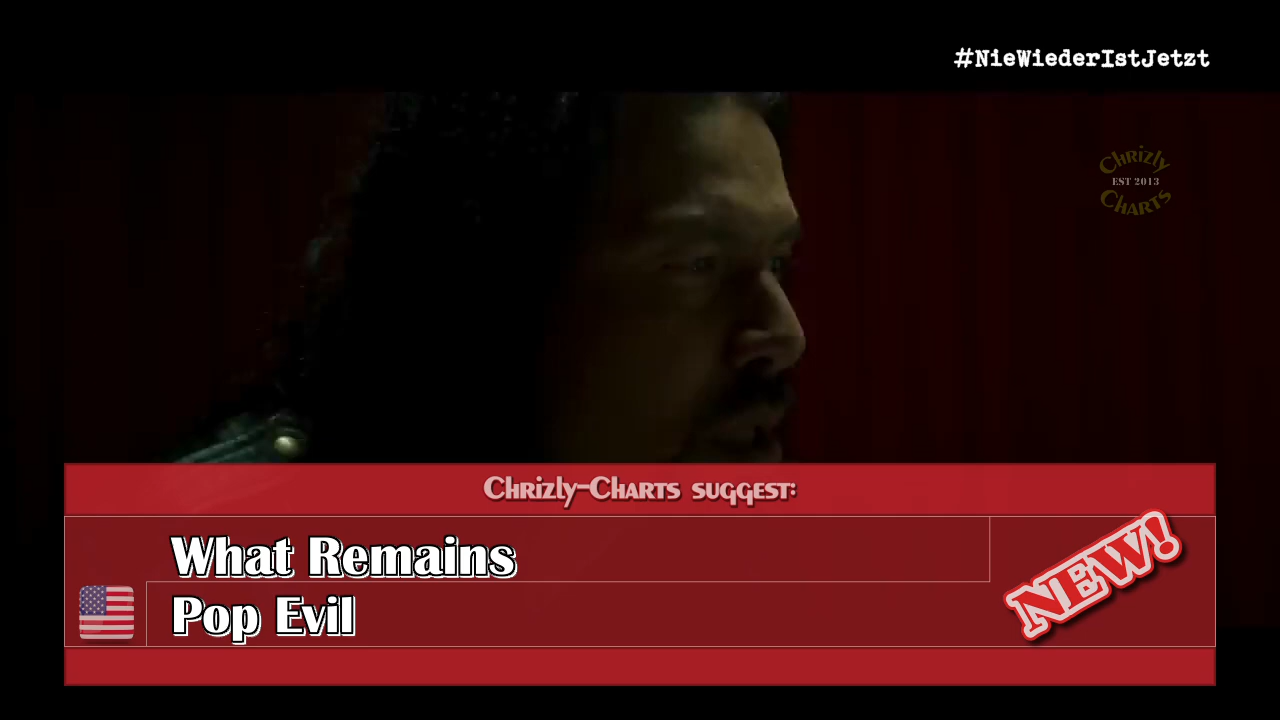 #NieWiederIstJetzt
Chrizly
EST 2013
Charts
Chrizly-Charts suggest:
What Remains
Pop Evil
NEW!